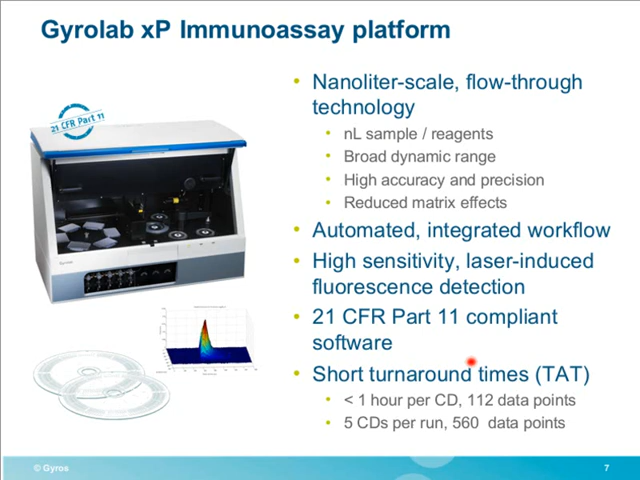 Gyrolab xP Immunoassay platform
21 CFR Part 11
Gyrolab
• Nanoliter-scale, flow-through
technology
• nL sample / reagents
• Broad dynamic range
• High accuracy and precision
• Reduced matrix effects
• Automated, integrated workflow
• High sensitivity, laser-induced
fluorescence detection
• 21 CFR Part 11 compliant
software
• Short turnaround times (TAT)
• < 1 hour per CD, 112 data points
• 5 CDs per run, 560  data points
© Gyros
7